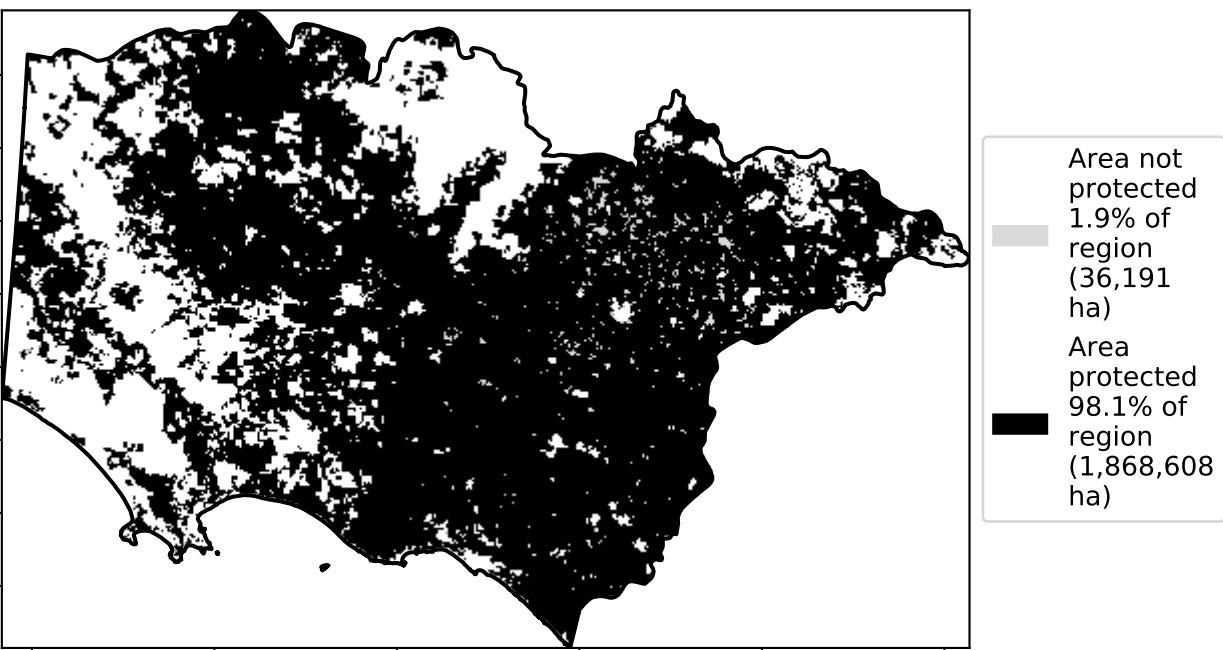 Area not
protected
1.9% of
region
(36,191
ha)
Area
protected
98.1% of
region
(1,868,608
ha)